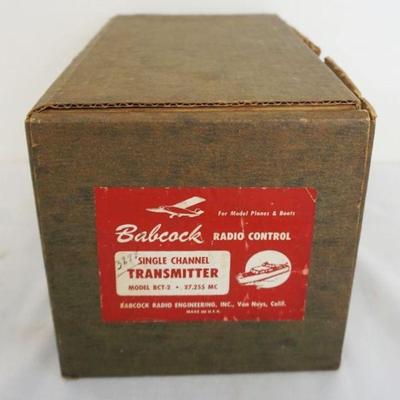 For Model Planes & Boats
Babcock RADIO CONTROL
SINGLE CHANNEL
TRANSMITTER
MODEL BCT-2 • 27.255 MC
BABCOCK RADIO ENGINEERING, INC., Van Nuys, Calif.
MADE IN U.S.A.